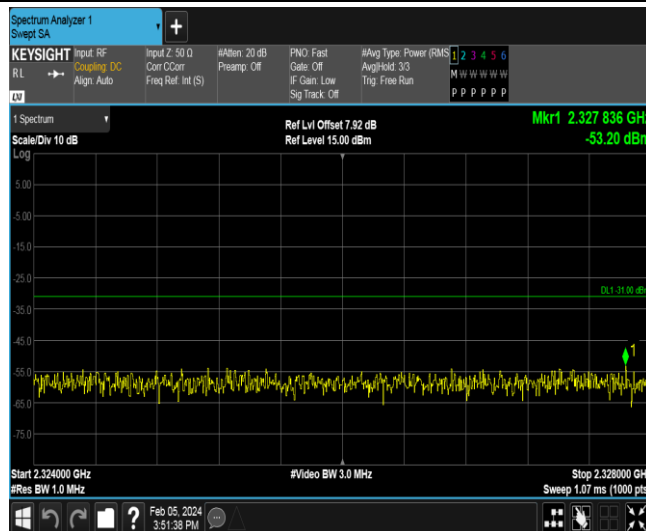 Spectrum Analyzer 1
Swept SA
+
KEYSIGHT Input: RF Input Z: 50 Ω #Atten: 20 dB PNO: Fast #Avg Type: Power (RMS 1 2 3 4 5 6
RL Coupling: DC Corr CCorr Preamp: Off Gate: Off Avg|Hold: 3/3 M W W W W W
Align: Auto Freq Ref: Int (S) IF Gain: Low Trig: Free Run
Sig Track: Off P P P P P P
LXI
1 Spectrum
Ref Lvl Offset 7.92 dB Mkr1 2.327 836 GHz
Scale/Div 10 dB Ref Level 15.00 dBm -53.20 dBm
Log
5.00
-5.00
-15.0
-25.0
DL1 -31.00 dBm
-35.0
-45.0
1
-55.0
-65.0
-75.0
Start 2.324000 GHz #Video BW 3.0 MHz Stop 2.328000 GHz
#Res BW 1.0 MHz Sweep 1.07 ms (1000 pts
? Feb 05, 2024
3:51:38 PM